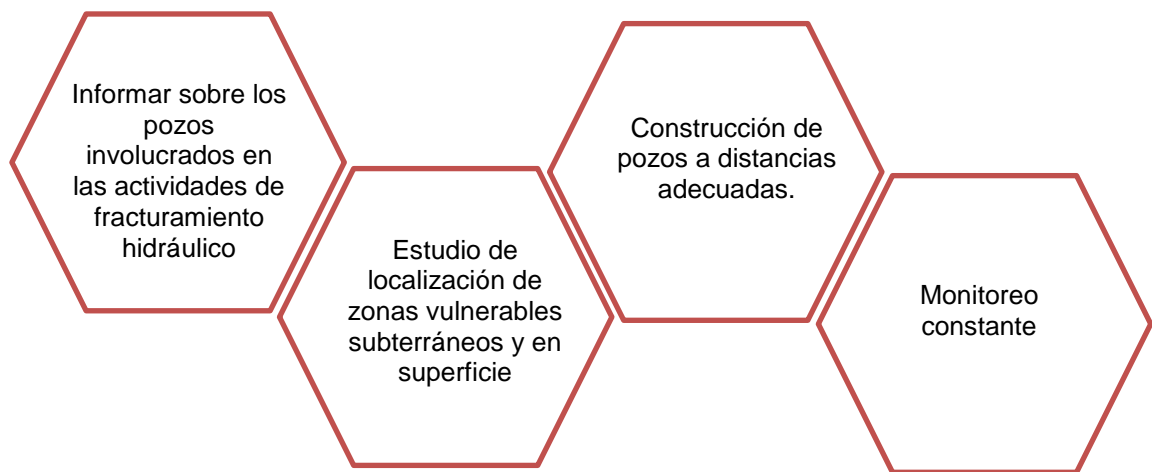 Informar sobre los
pozos
involucrados en
las actividades de
fracturamiento
hidráulico
Estudio de
localización de
zonas vulnerables
subterráneos y en
superficie
Construcción de
pozos a distancias
adecuadas.
Monitoreo
constante